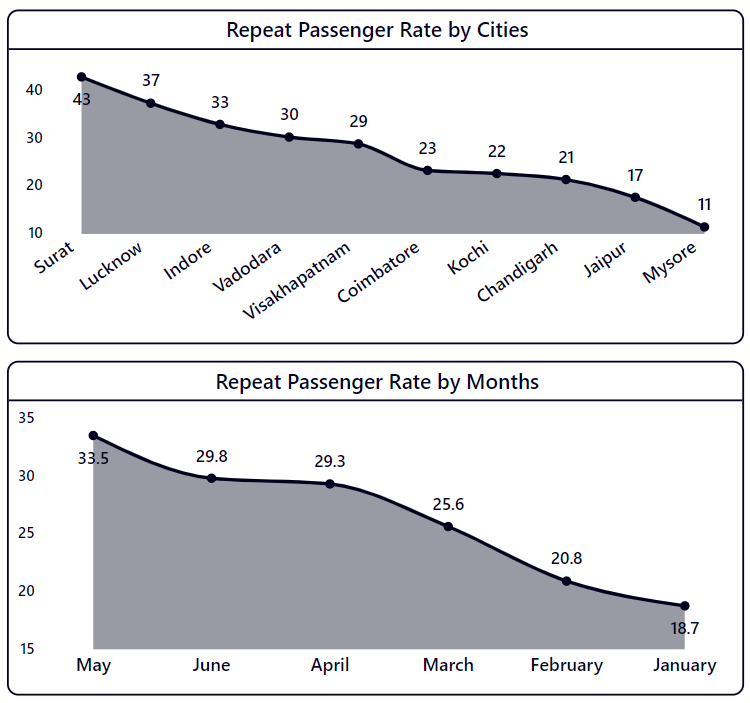 Repeat Passenger Rate by Cities
40
30
20
10
43
37
33
30
29
23
22
21
17
11
Surat
Lucknow
Indore
Vadodara
Visakhapatnam
Coimbatore
Kochi
Chandigarh
Jaipur
Mysore
Repeat Passenger Rate by Months
35
30
25
20
15
33.5
29.8
29.3
25.6
20.8
18.7
May
June
April
March
February
January